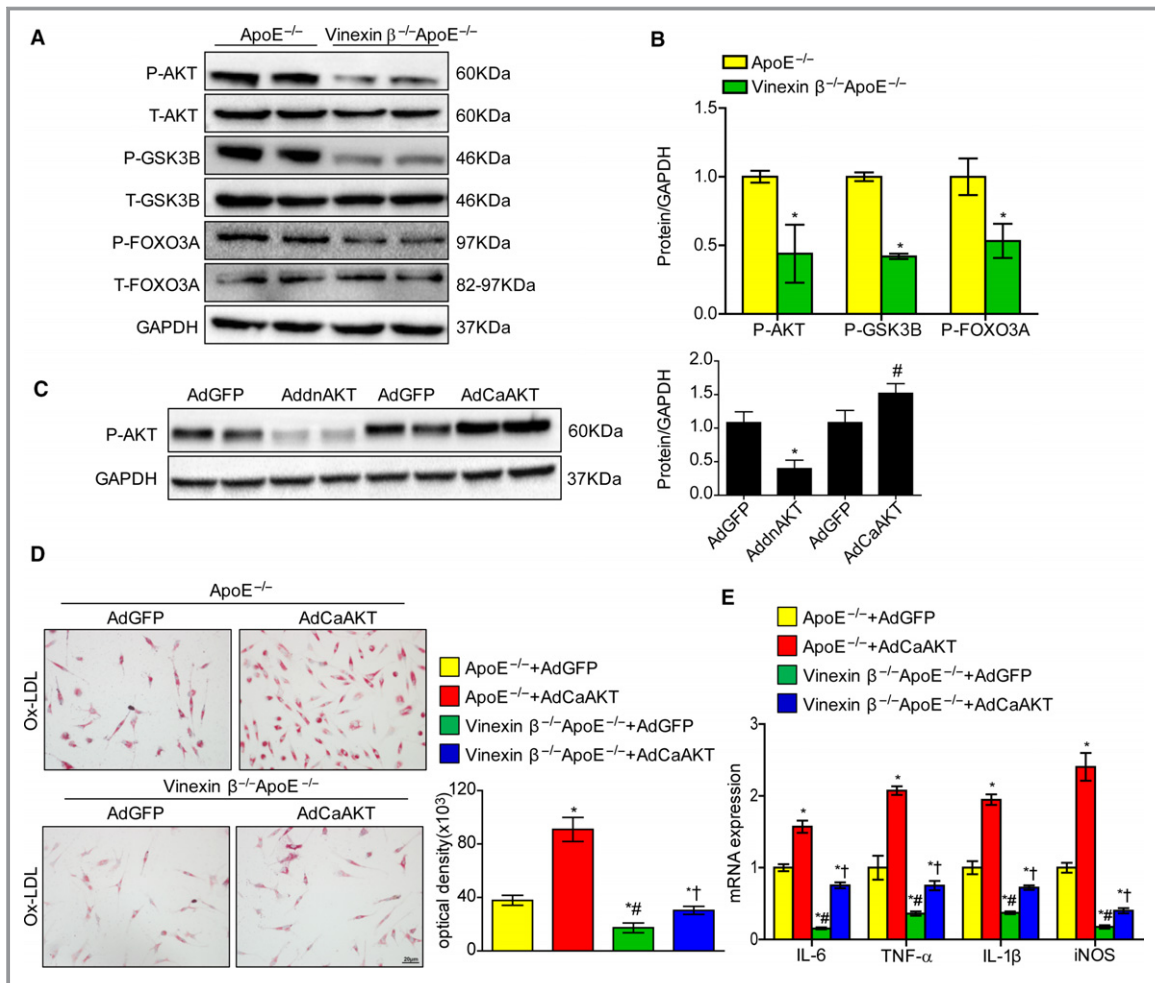 A
ApoE⁻/⁻ Vinexin β⁻/⁻ApoE⁻/⁻
P-AKT 60KDa
T-AKT 60KDa
P-GSK3B 46KDa
T-GSK3B 46KDa
P-FOXO3A 97KDa
T-FOXO3A 82-97KDa
GAPDH 37KDa
B
ApoE⁻/⁻
Vinexin β⁻/⁻ApoE⁻/⁻
Protein/GAPDH
1.5
1.0
0.5
0.0
* * *
P-AKT P-GSK3B P-FOXO3A
C
AdGFP AddnAKT AdGFP AdCaAKT
P-AKT 60KDa
GAPDH 37KDa
Protein/GAPDH
2.0
1.5
1.0
0.5
0.0
* #
AdGFP AddnAKT AdGFP AdCaAKT
D
ApoE⁻/⁻
AdGFP AdCaAKT
Ox-LDL
Vinexin β⁻/⁻ApoE⁻/⁻
AdGFP AdCaAKT
Ox-LDL
20μm
ApoE⁻/⁻+AdGFP
ApoE⁻/⁻+AdCaAKT
Vinexin β⁻/⁻ApoE⁻/⁻+AdGFP
Vinexin β⁻/⁻ApoE⁻/⁻+AdCaAKT
optical density(x10³)
120
80
40
0
* *# *†
E
ApoE⁻/⁻+AdGFP
ApoE⁻/⁻+AdCaAKT
Vinexin β⁻/⁻ApoE⁻/⁻+AdGFP
Vinexin β⁻/⁻ApoE⁻/⁻+AdCaAKT
mRNA expression
3
2
1
0
* *# *† * *# *† * *# *† * *# *†
IL-6 TNF-α IL-1β iNOS